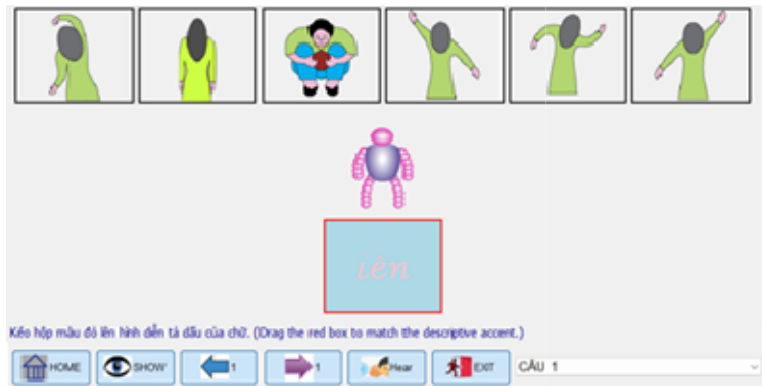 iên
Kéo hộp màu đỏ lên hình diễn tả dấu của chữ. (Drag the red box to match the descriptive accent.)
HOME SHOW 1 1 Hear EXIT CÂU 1